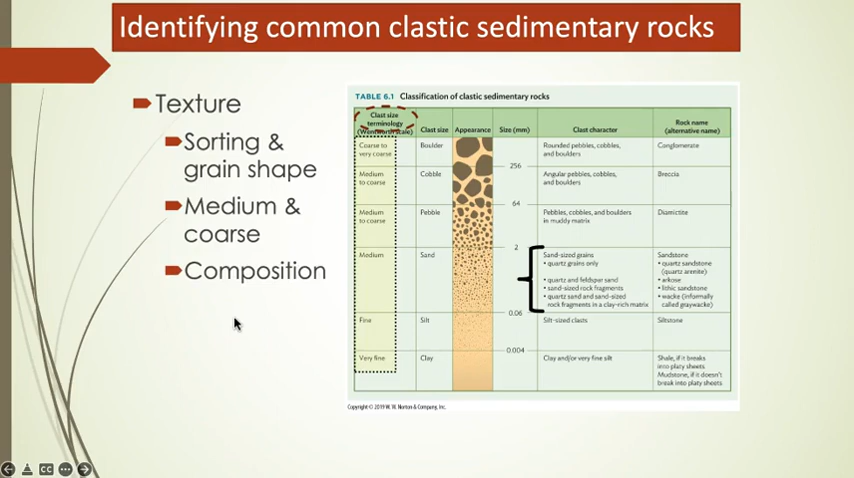 Identifying common clastic sedimentary rocks
Texture
Sorting &
grain shape
Medium &
coarse
Composition
TABLE 6.1 Classification of clastic sedimentary rocks
Clast size
terminology
(Wentworth scale)
Clast size
Appearance
Size (mm)
Clast character
Rock name
(alternative name)
Coarse to
very coarse
Boulder
Rounded pebbles, cobbles,
and boulders
Conglomerate
256
Medium
to coarse
Cobble
Angular pebbles, cobbles,
and boulders
Breccia
64
Medium
to coarse
Pebble
Pebbles, cobbles, and boulders
in muddy matrix
Diamictite
2
Medium
Sand
Sand-sized grains
• quartz grains only
• quartz and feldspar sand
• sand-sized rock fragments
• quartz sand and sand-sized
rock fragments in a clay-rich matrix
Sandstone
• quartz sandstone
(quartz arenite)
• arkose
• lithic sandstone
• wacke (informally
called graywacke)
0.06
Fine
Silt
Silt-sized clasts
Siltstone
0.004
Very fine
Clay
Clay and/or very fine silt
Shale, if it breaks
into platy sheets
Mudstone, if it doesn't
break into platy sheets
Copyright © 2019 W. W. Norton & Company, Inc.
CC